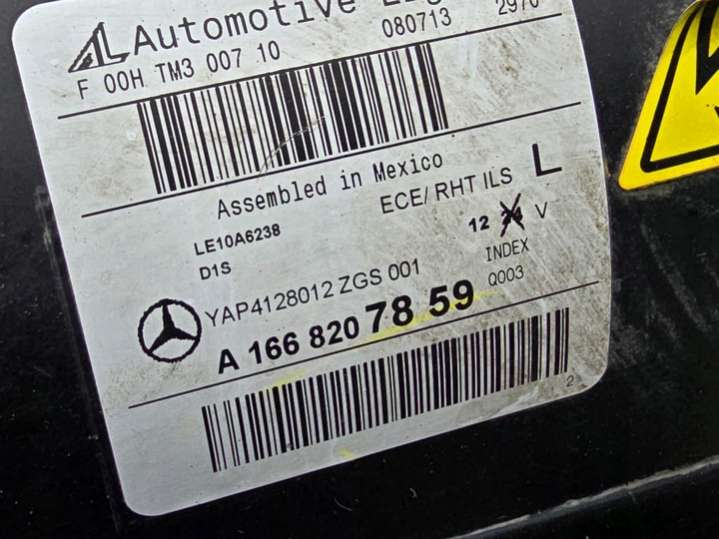 AL Automotive
080713
F 00H TM3 007 10
Assembled in Mexico
ECE/ RHT ILS L
LE10A6238
D1S
12 24 V
INDEX
Q003
YAP4128012 ZGS 001
A 166 820 78 59
2